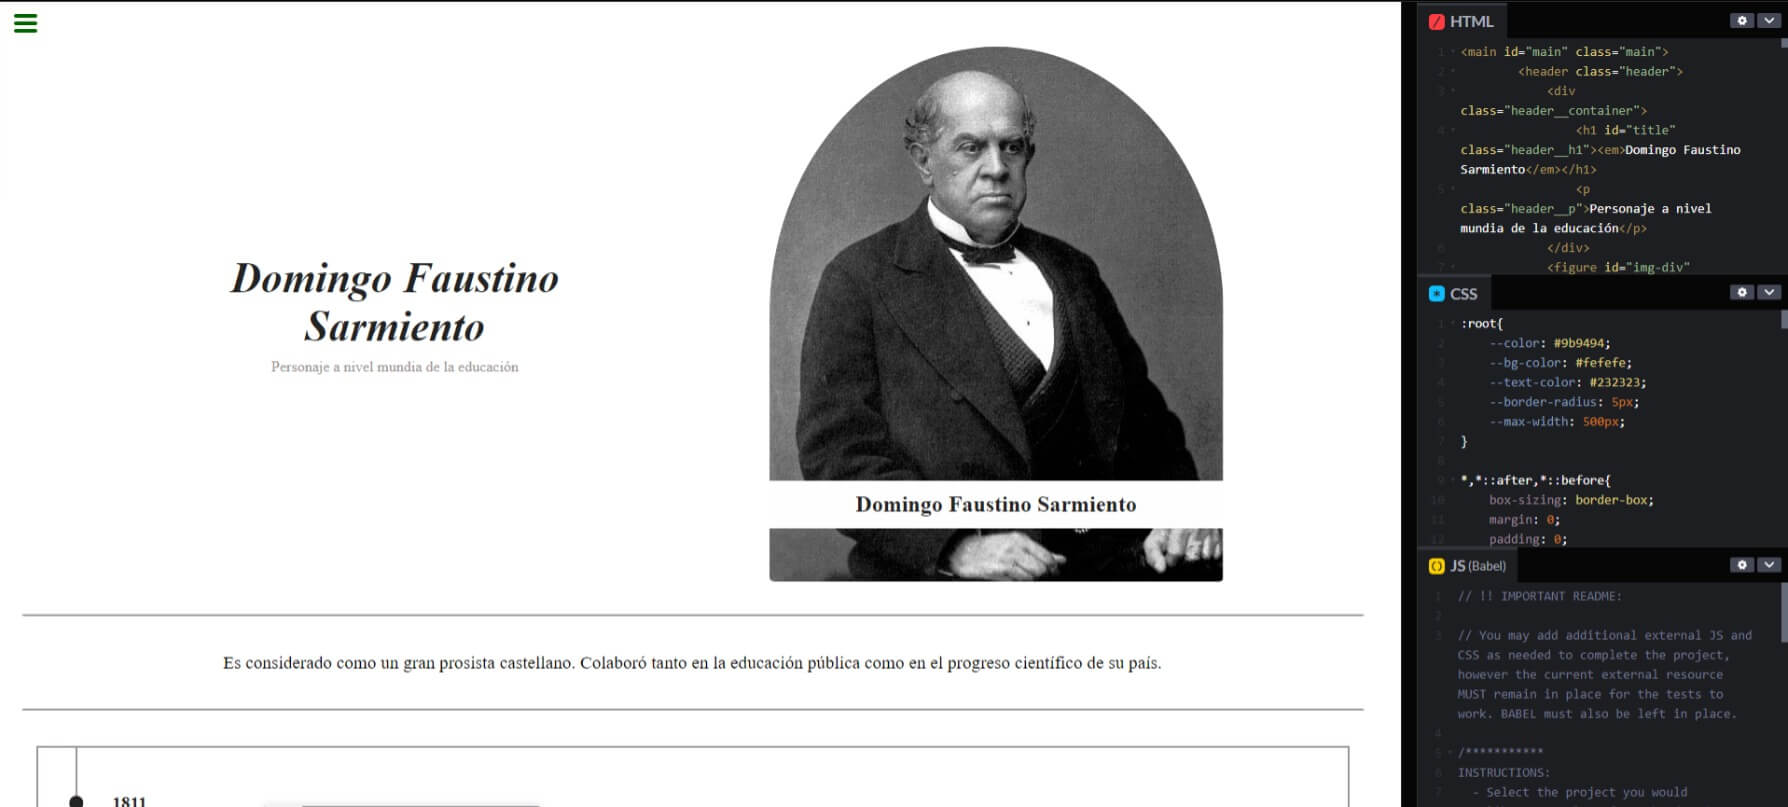 Domingo Faustino
Sarmiento
Personaje a nivel mundia de la educación
Domingo Faustino Sarmiento
Es considerado como un gran prosista castellano. Colaboró tanto en la educación pública como en el progreso científico de su país.
1811
HTML
1 <main id="main" class="main">
2 <header class="header">
3 <div
class="header__container">
4 <h1 id="title"
class="header__h1"><em>Domingo Faustino
Sarmiento</em></h1>
5 <p
class="header__p">Personaje a nivel
mundia de la educación</p>
6 </div>
7 <figure id="img-div"
CSS
1 :root{
2 --color: #9b9494;
3 --bg-color: #fefefe;
4 --text-color: #232323;
5 --border-radius: 5px;
6 --max-width: 500px;
7 }
8
9 *,*::after,*::before{
10 box-sizing: border-box;
11 margin: 0;
12 padding: 0;
JS (Babel)
1 // !! IMPORTANT README:
2
3 // You may add additional external JS and
CSS as needed to complete the project,
however the current external resource
MUST remain in place for the tests to
work. BABEL must also be left in place.
4
5 /***********
6 INSTRUCTIONS:
7 - Select the project you would